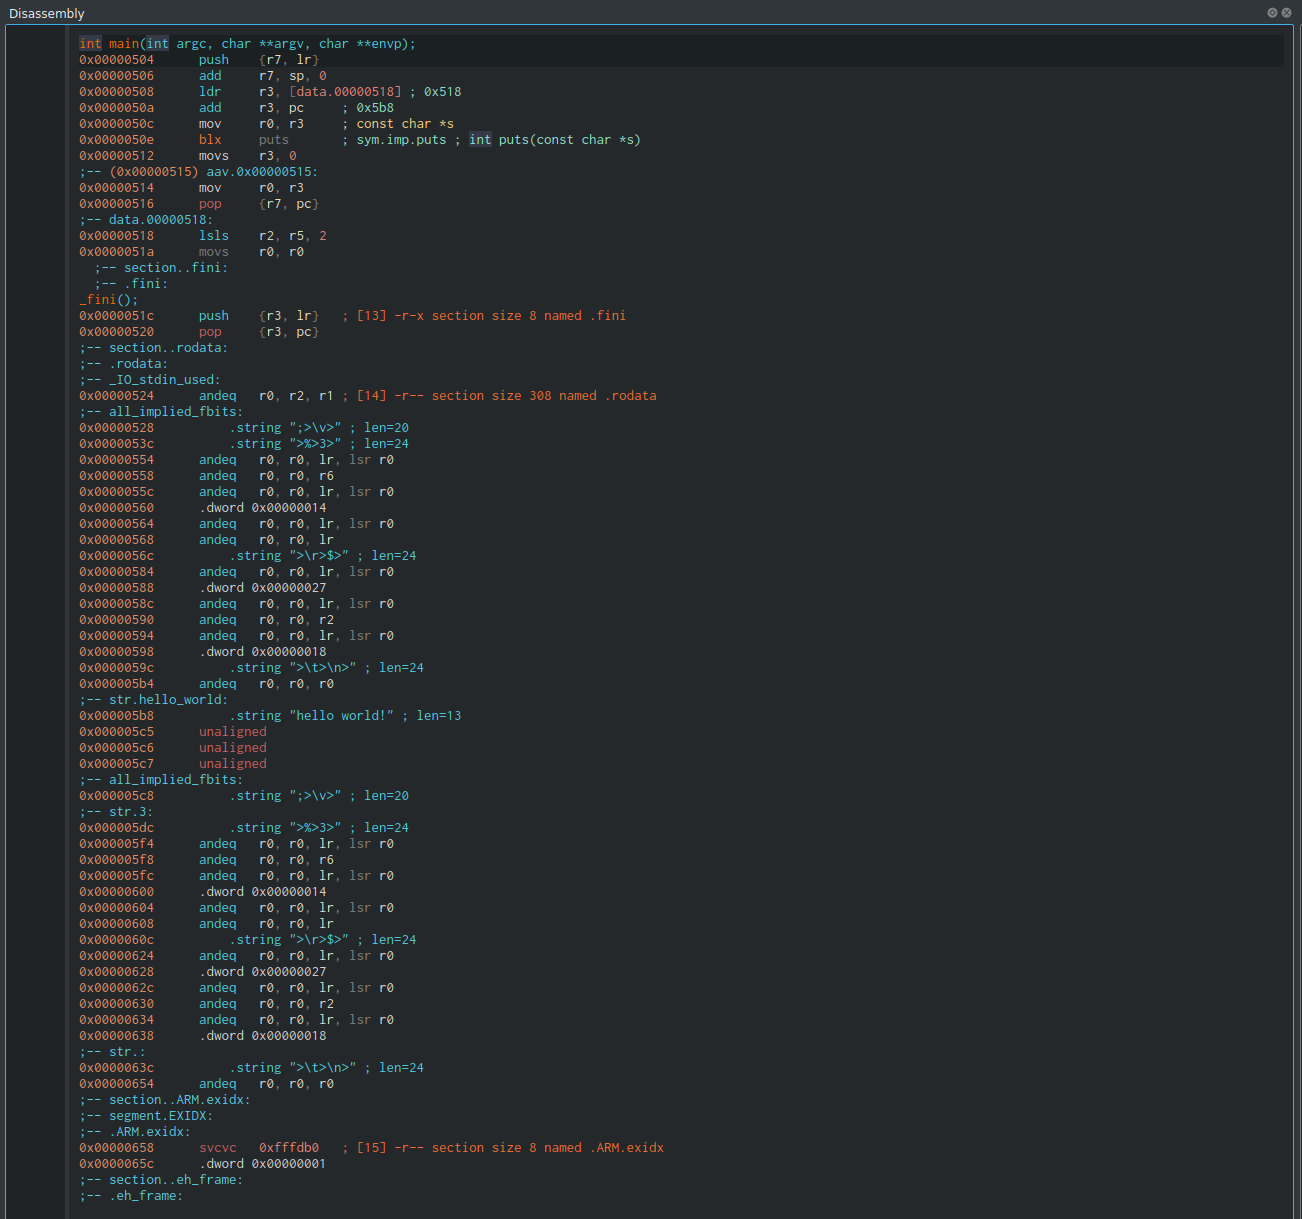 Disassembly
int main(int argc, char **argv, char **envp);
0x00000504 push {r7, lr}
0x00000506 add r7, sp, 0
0x00000508 ldr r3, [data.00000518] ; 0x518
0x0000050a add r3, pc ; 0x5b8
0x0000050c mov r0, r3 ; const char *s
0x0000050e blx puts ; sym.imp.puts ; int puts(const char *s)
0x00000512 movs r3, 0
;-- (0x00000515) aav.0x00000515:
0x00000514 mov r0, r3
0x00000516 pop {r7, pc}
;-- data.00000518:
0x00000518 lsls r2, r5, 2
0x0000051a movs r0, r0
;-- section..fini:
;-- .fini:
_fini();
0x0000051c push {r3, lr} ; [13] -r-x section size 8 named .fini
0x00000520 pop {r3, pc}
;-- section..rodata:
;-- .rodata:
;-- _IO_stdin_used:
0x00000524 andeq r0, r2, r1 ; [14] -r-- section size 308 named .rodata
;-- all_implied_fbits:
0x00000528 .string ";>\v>" ; len=20
0x0000053c .string ">%>3>" ; len=24
0x00000554 andeq r0, r0, lr, lsr r0
0x00000558 andeq r0, r0, r6
0x0000055c andeq r0, r0, lr, lsr r0
0x00000560 .dword 0x00000014
0x00000564 andeq r0, r0, lr, lsr r0
0x00000568 andeq r0, r0, lr
0x0000056c .string ">\r>$>" ; len=24
0x00000584 andeq r0, r0, lr, lsr r0
0x00000588 .dword 0x00000027
0x0000058c andeq r0, r0, lr, lsr r0
0x00000590 andeq r0, r0, r2
0x00000594 andeq r0, r0, lr, lsr r0
0x00000598 .dword 0x00000018
0x0000059c .string ">\t>\n>" ; len=24
0x000005b4 andeq r0, r0, r0
;-- str.hello_world:
0x000005b8 .string "hello world!" ; len=13
0x000005c5 unaligned
0x000005c6 unaligned
0x000005c7 unaligned
;-- all_implied_fbits:
0x000005c8 .string ";>\v>" ; len=20
;-- str.3:
0x000005dc .string ">%>3>" ; len=24
0x000005f4 andeq r0, r0, lr, lsr r0
0x000005f8 andeq r0, r0, r6
0x000005fc andeq r0, r0, lr, lsr r0
0x00000600 .dword 0x00000014
0x00000604 andeq r0, r0, lr, lsr r0
0x00000608 andeq r0, r0, lr
0x0000060c .string ">\r>$>" ; len=24
0x00000624 andeq r0, r0, lr, lsr r0
0x00000628 .dword 0x00000027
0x0000062c andeq r0, r0, lr, lsr r0
0x00000630 andeq r0, r0, r2
0x00000634 andeq r0, r0, lr, lsr r0
0x00000638 .dword 0x00000018
;-- str.:
0x0000063c .string ">\t>\n>" ; len=24
0x00000654 andeq r0, r0, r0
;-- section..ARM.exidx:
;-- segment.EXIDX:
;-- .ARM.exidx:
0x00000658 svcvc 0xfffdb0 ; [15] -r-- section size 8 named .ARM.exidx
0x0000065c .dword 0x00000001
;-- section..eh_frame:
;-- .eh_frame: